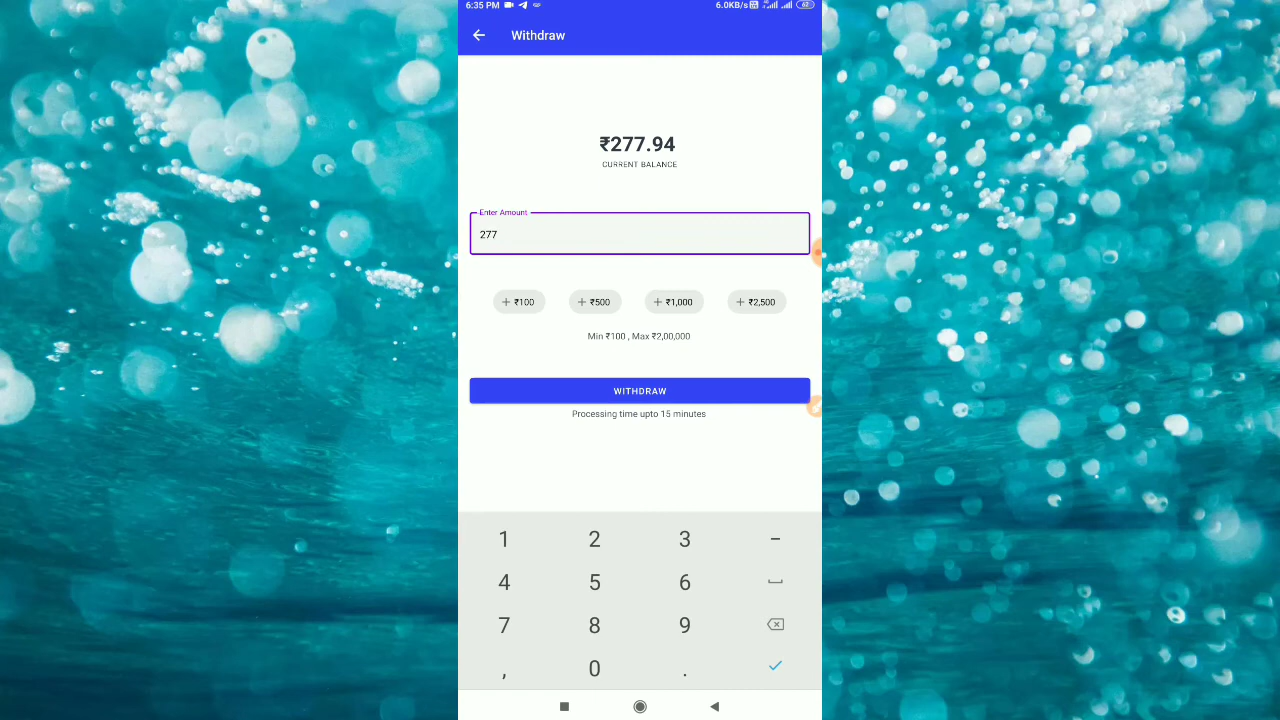 6:35 PM 6.0KB/s 62
Withdraw
₹277.94
CURRENT BALANCE
Enter Amount
277
+ ₹100 + ₹500 + ₹1,000 + ₹2,500
Min ₹100 , Max ₹2,00,000
WITHDRAW
Processing time upto 15 minutes
1 2 3 -
4 5 6
7 8 9
, 0 .